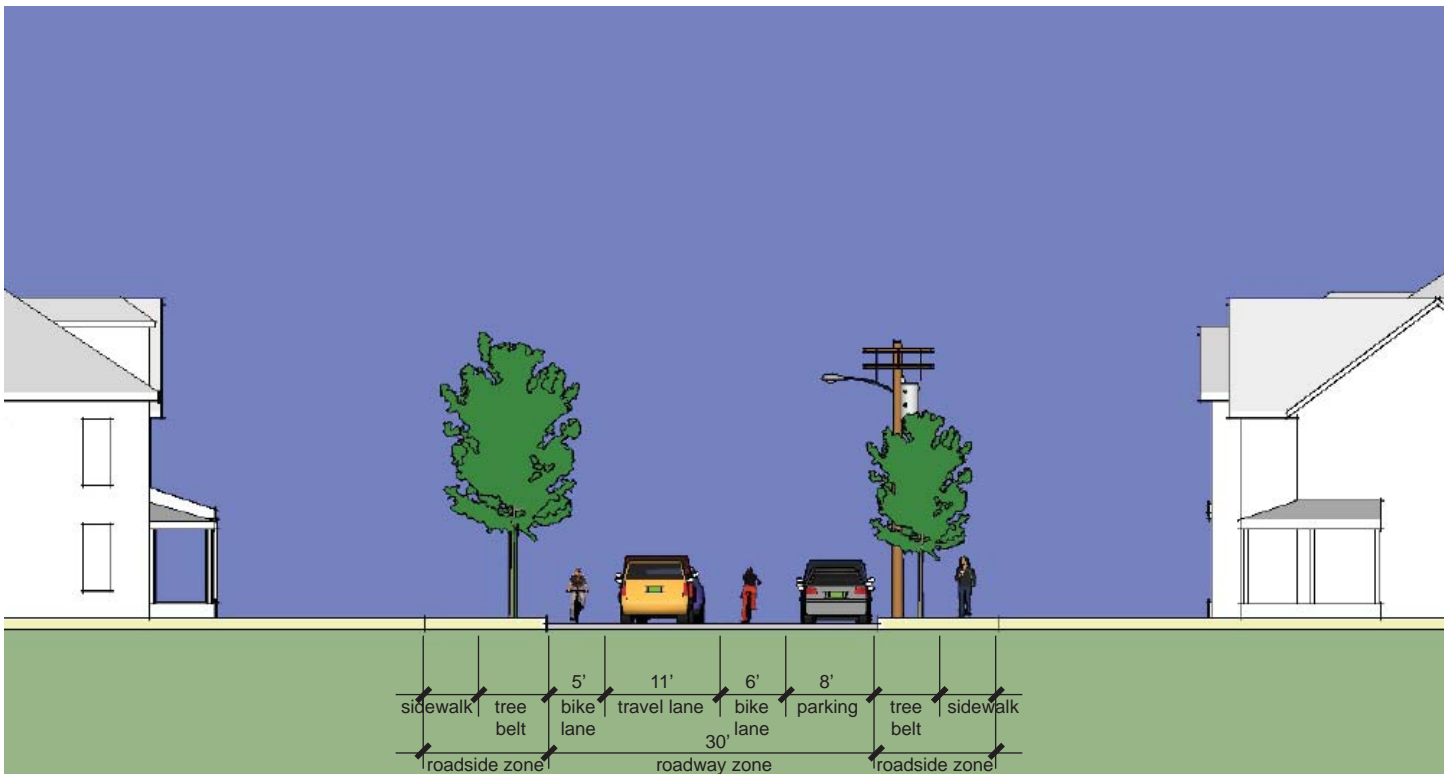 5' 11' 6' 8'
sidewalk tree bike travel lane bike parking tree sidewalk
belt lane lane belt
30'
roadside zone roadway zone roadside zone